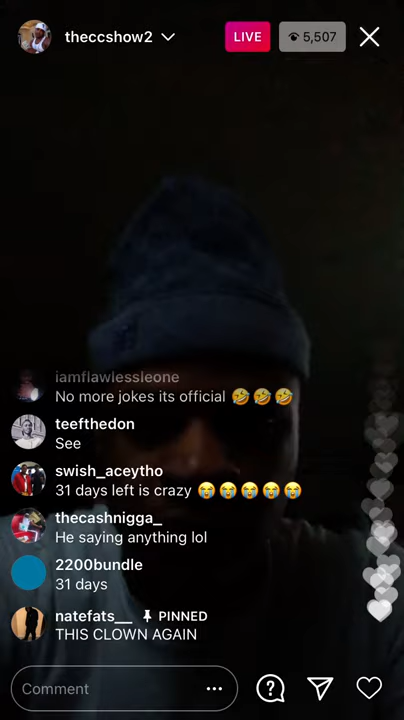 theccshow2
LIVE
5,507
iamflawlessleone
No more jokes its official 🤣🤣🤣
teefthedon
See
swish_aceytho
31 days left is crazy 😭😭😭😭😭
thecashnigga_
He saying anything lol
2200bundle
31 days
natefats__ PINNED
THIS CLOWN AGAIN
Comment